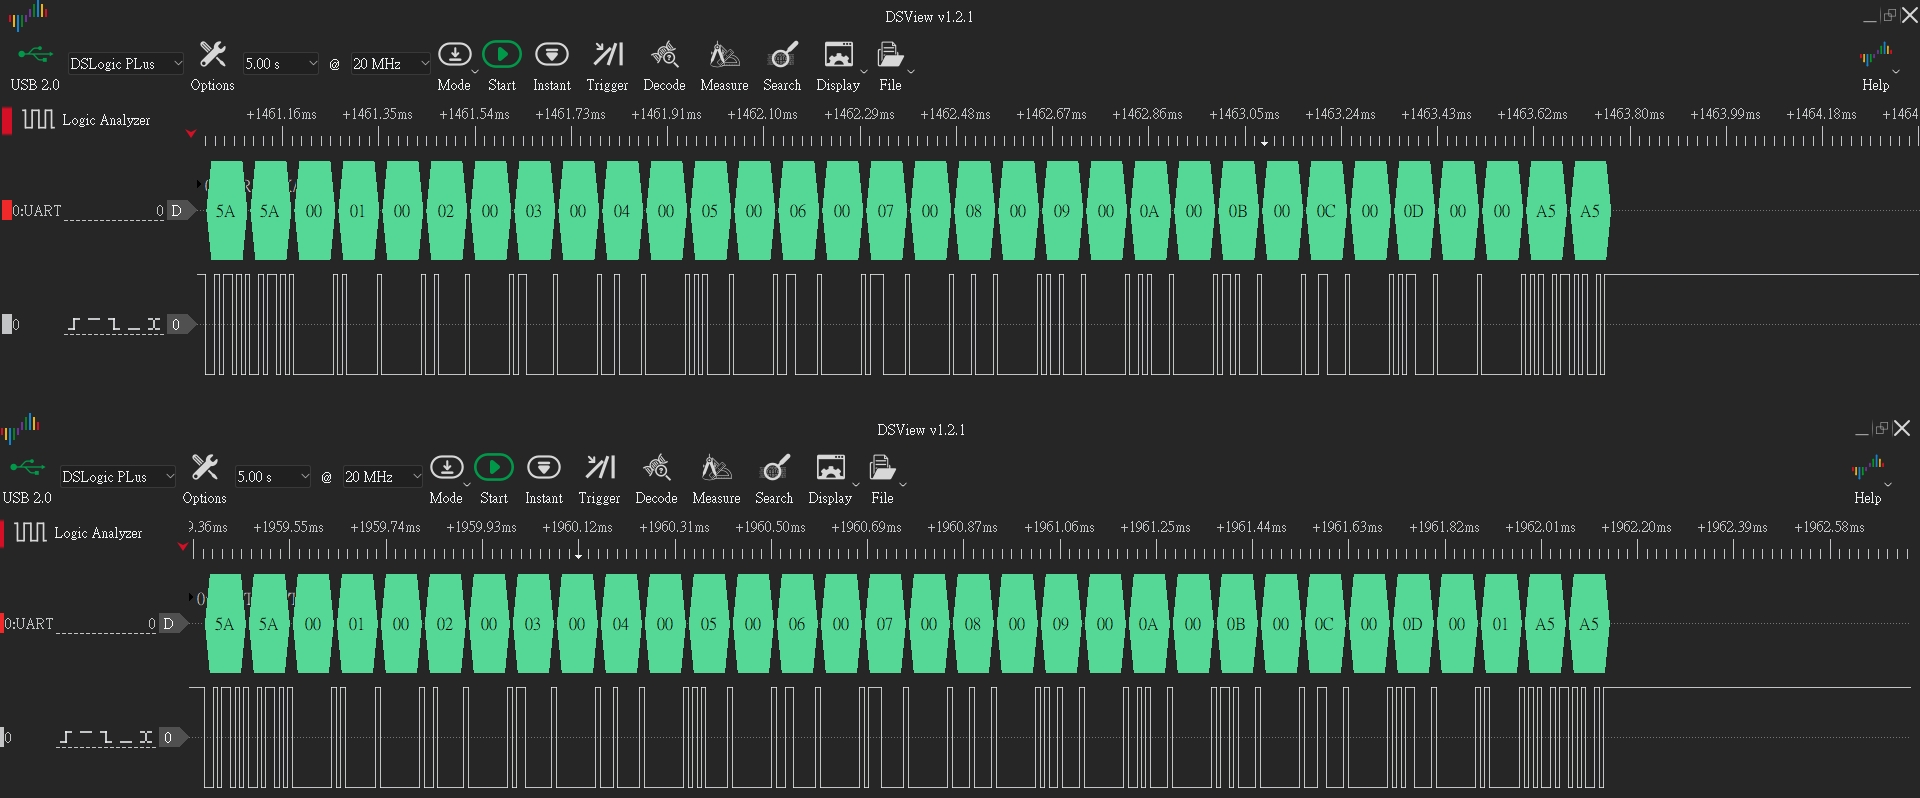 DSView v1.2.1
USB 2.0 DSLogic PLus Options 5.00 s @ 20 MHz Mode Start Instant Trigger Decode Measure Search Display File Help
Logic Analyzer +1461.16ms +1461.35ms +1461.54ms +1461.73ms +1461.91ms +1462.10ms +1462.29ms +1462.48ms +1462.67ms +1462.86ms +1463.05ms +1463.24ms +1463.43ms +1463.62ms +1463.80ms +1463.99ms +1464.18ms +1464
0:UART 0 D 5A 5A 00 01 00 02 00 03 00 04 00 05 00 06 00 07 00 08 00 09 00 0A 00 0B 00 0C 00 0D 00 00 A5 A5
0 0
DSView v1.2.1
USB 2.0 DSLogic PLus Options 5.00 s @ 20 MHz Mode Start Instant Trigger Decode Measure Search Display File Help
Logic Analyzer 9.36ms +1959.55ms +1959.74ms +1959.93ms +1960.12ms +1960.31ms +1960.50ms +1960.69ms +1960.87ms +1961.06ms +1961.25ms +1961.44ms +1961.63ms +1961.82ms +1962.01ms +1962.20ms +1962.39ms +1962.58ms
0:UART 0 D 5A 5A 00 01 00 02 00 03 00 04 00 05 00 06 00 07 00 08 00 09 00 0A 00 0B 00 0C 00 0D 00 01 A5 A5
0 0